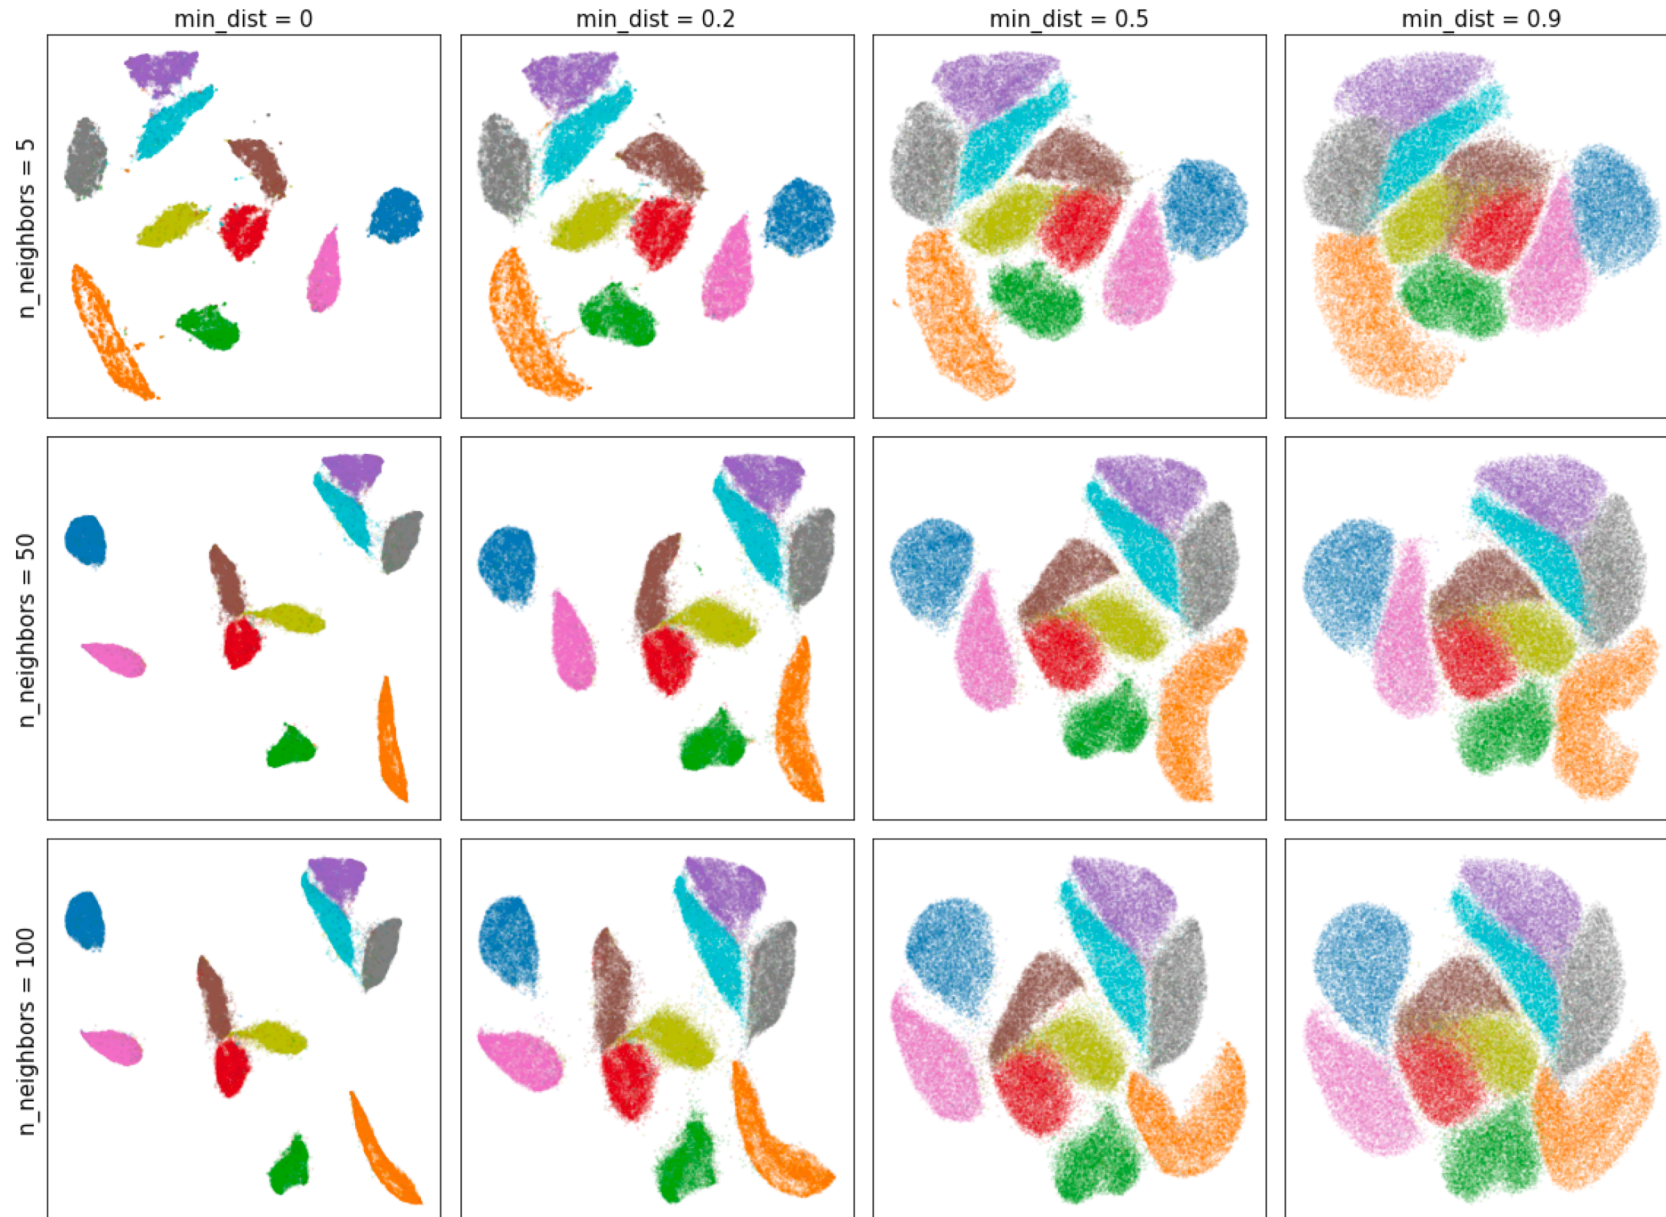 min_dist = 0
min_dist = 0.2
min_dist = 0.5
min_dist = 0.9
n_neighbors = 5
n_neighbors = 50
n_neighbors = 100